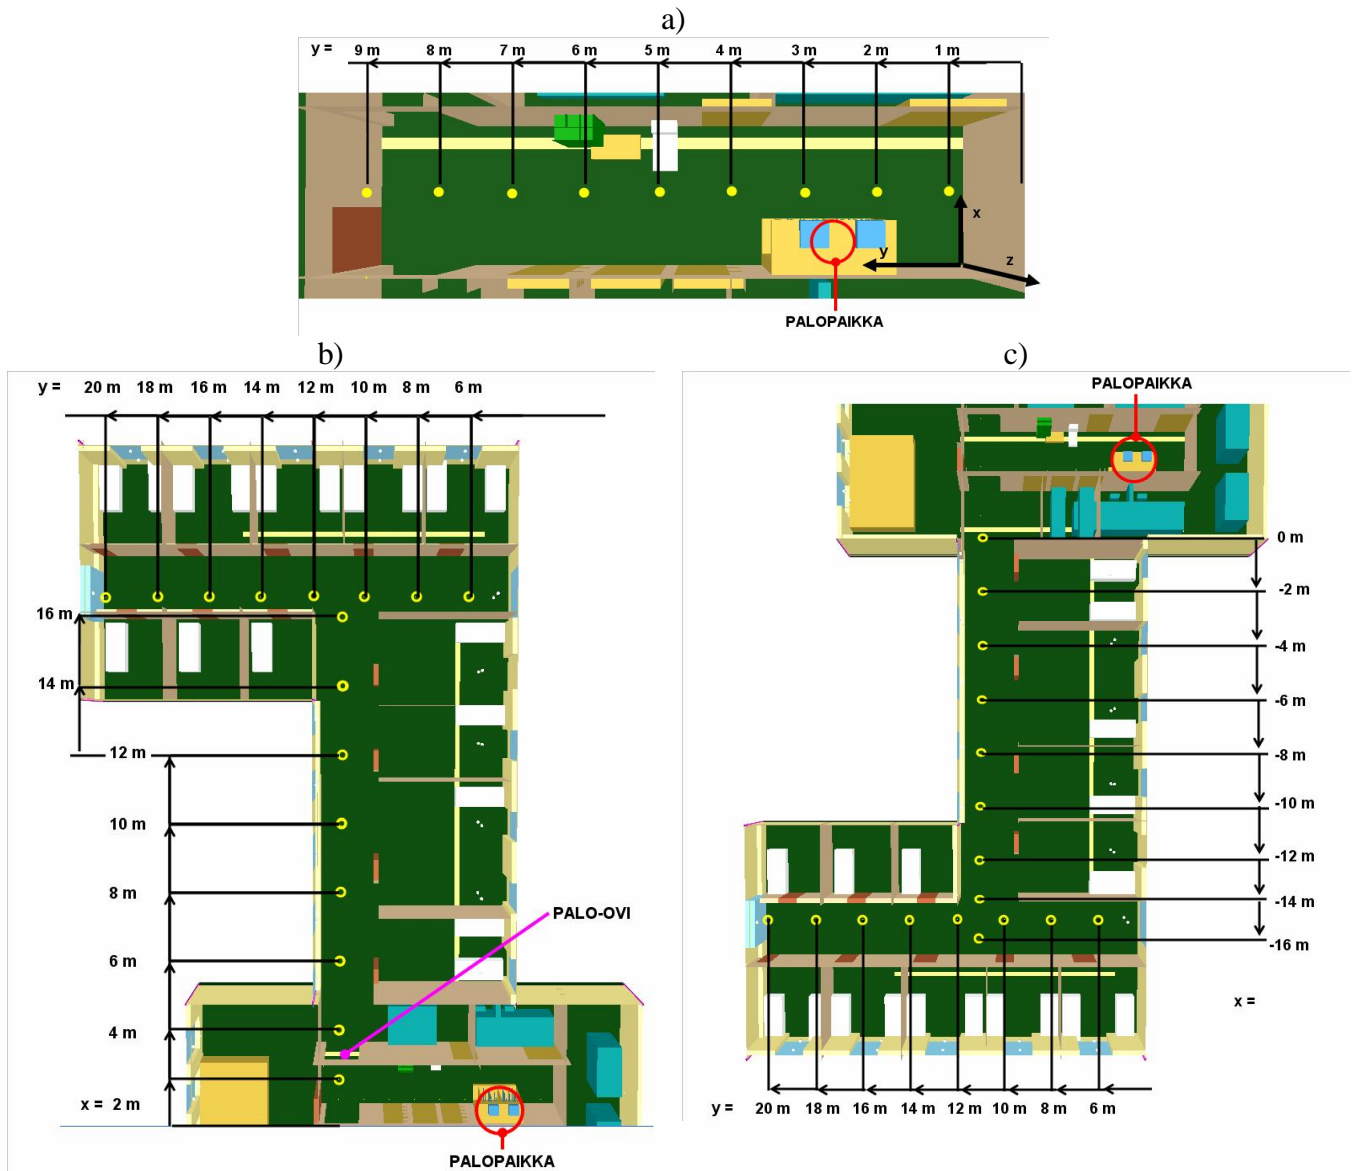 a)
y = 9 m 8 m 7 m 6 m 5 m 4 m 3 m 2 m 1 m
x
y
z
PALOPAIKKA
b)
y = 20 m 18 m 16 m 14 m 12 m 10 m 8 m 6 m
16 m
14 m
12 m
10 m
8 m
PALO-OVI
6 m
4 m
x = 2 m
PALOPAIKKA
c)
PALOPAIKKA
0 m
-2 m
-4 m
-6 m
-8 m
-10 m
-12 m
-14 m
-16 m
x =
y = 20 m 18 m 16 m 14 m 12 m 10 m 8 m 6 m